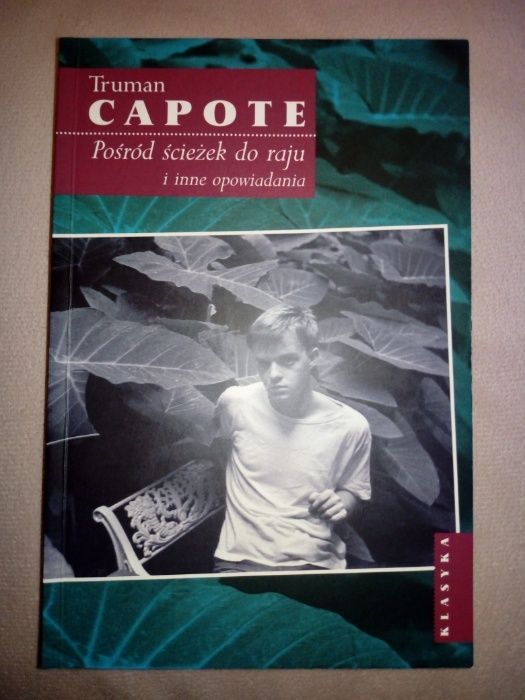 Truman
CAPOTE
Pośród ścieżek do raju
i inne opowiadania
KLASYKA